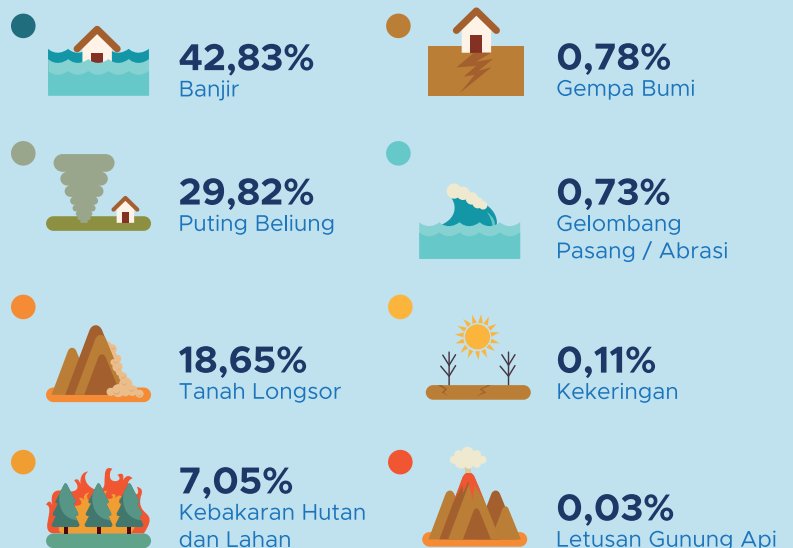 42,83%
Banjir
0,78%
Gempa Bumi
29,82%
Puting Beliung
0,73%
Gelombang
Pasang / Abrasi
18,65%
Tanah Longsor
0,11%
Kekeringan
7,05%
Kebakaran Hutan
dan Lahan
0,03%
Letusan Gunung Api